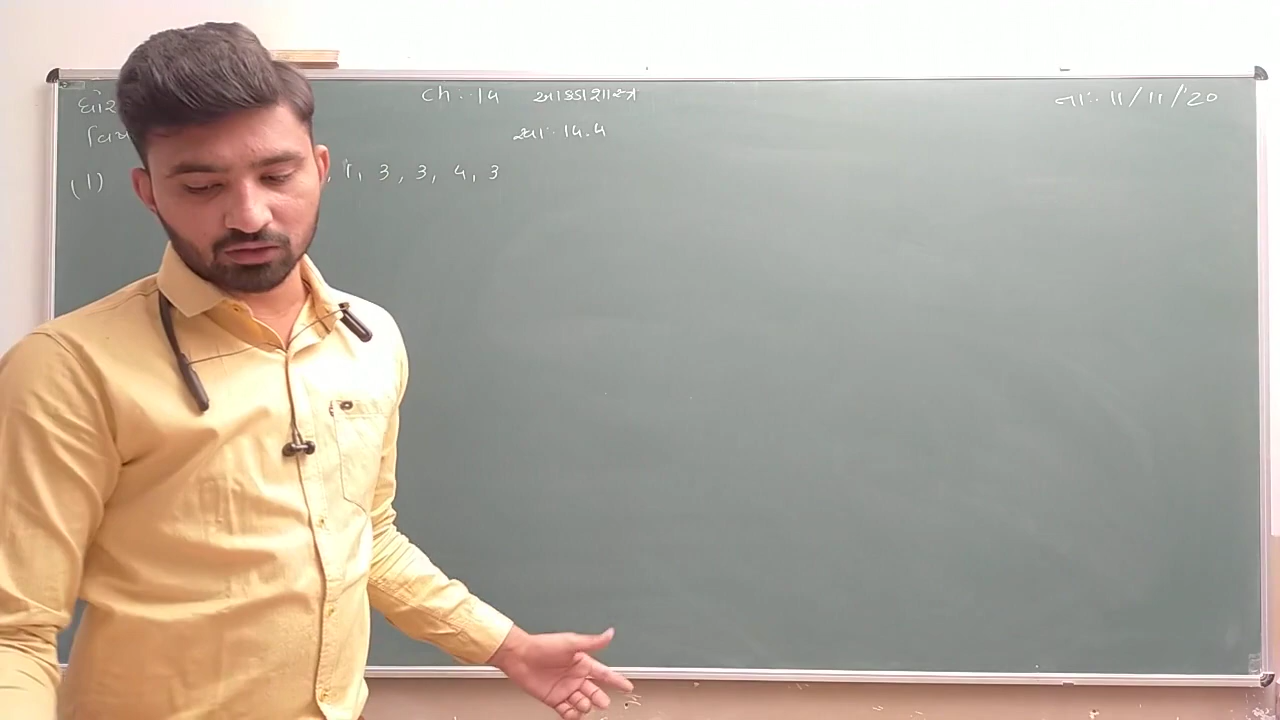 ધો
Ch:-14 આંકડાશાસ્ત્ર
તા:- 11/11/'20
વિષ
સ્વા:- 14.4
(1) , 1, 3, 3, 4, 3